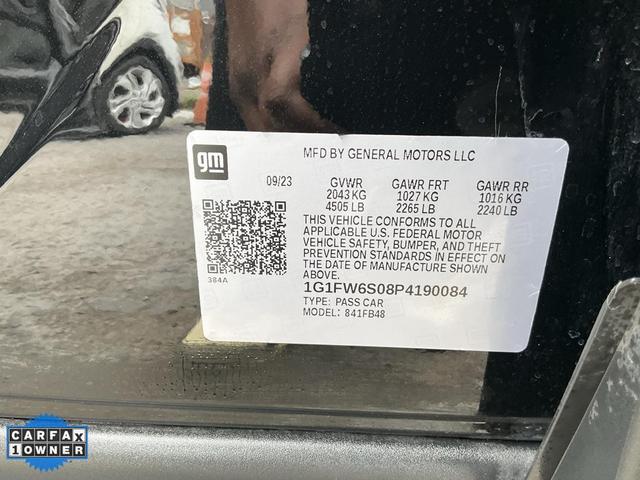 gm
MFD BY GENERAL MOTORS LLC
09/23 GVWR GAWR FRT GAWR RR
2043 KG 1027 KG 1016 KG
4505 LB 2265 LB 2240 LB
THIS VEHICLE CONFORMS TO ALL
APPLICABLE U.S. FEDERAL MOTOR
VEHICLE SAFETY, BUMPER, AND THEFT
PREVENTION STANDARDS IN EFFECT ON
THE DATE OF MANUFACTURE SHOWN
ABOVE.
384A
1G1FW6S08P4190084
TYPE: PASS CAR
MODEL: 841FB48
CARFAX
1 OWNER